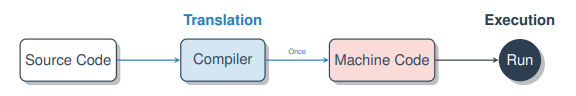 Translation
Execution
Source Code
Compiler
Once
Machine Code
Run